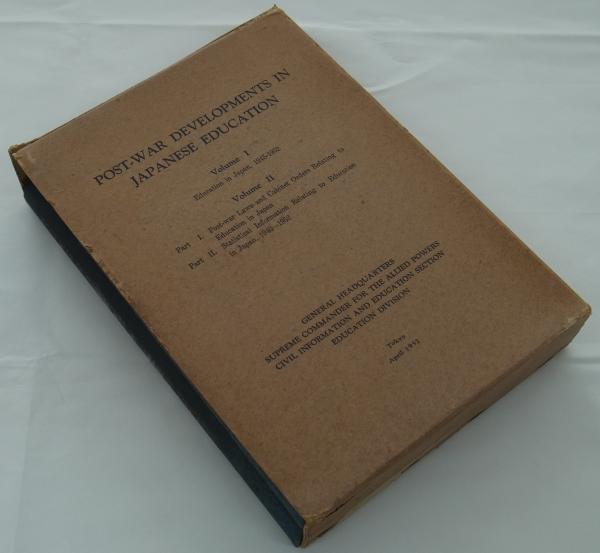 POST-WAR DEVELOPMENTS IN
JAPANESE EDUCATION
Volume I
Education in Japan, 1945-1952
Volume II
Part I. Post-war Laws and Cabinet Orders Relating to
Education in Japan
Part II. Statistical Information Relating to Education
in Japan, 1940-1952
GENERAL HEADQUARTERS
SUPREME COMMANDER FOR THE ALLIED POWERS
CIVIL INFORMATION AND EDUCATION SECTION
EDUCATION DIVISION
Tokyo
April 1952